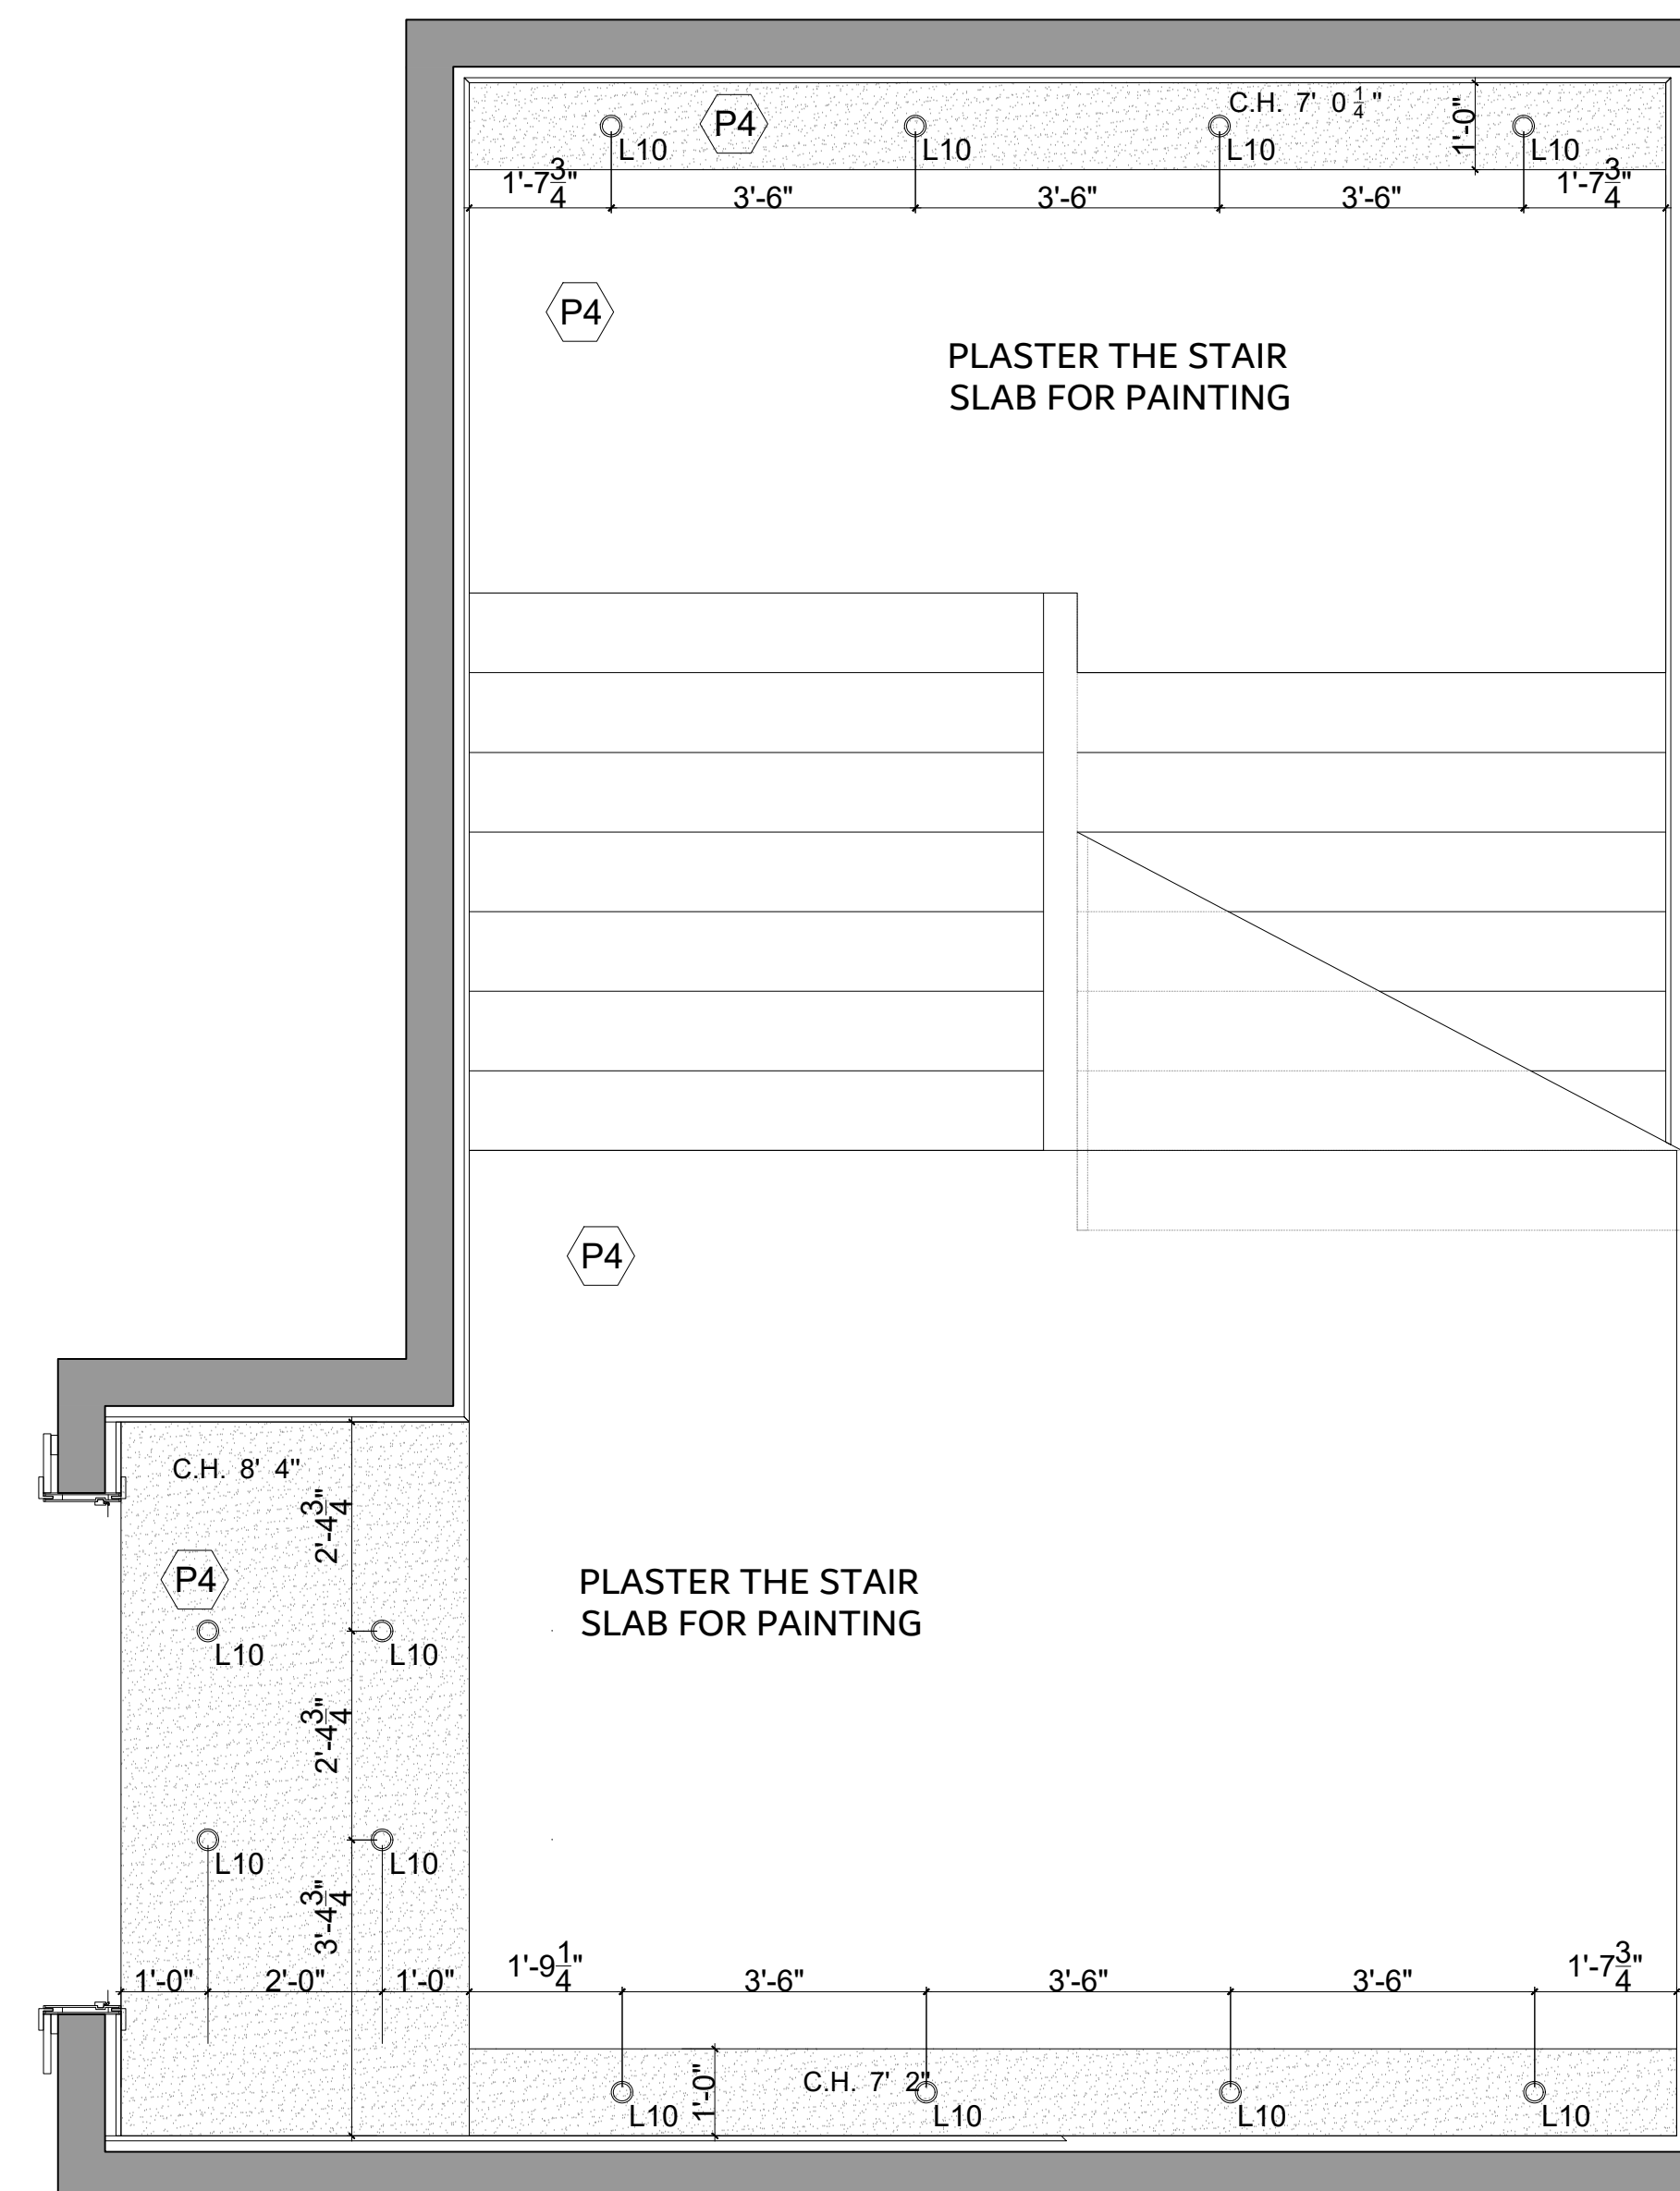 P4
C.H. 7' 0 1/4"
1'-0"
L10
L10
L10
L10
1'-7 3/4"
3'-6"
3'-6"
3'-6"
1'-7 3/4"
P4
PLASTER THE STAIR
SLAB FOR PAINTING
P4
C.H. 8' 4"
2'-4 3/4"
P4
PLASTER THE STAIR
SLAB FOR PAINTING
L10
L10
2'-4 3/4"
L10
L10
3'-4 3/4"
1'-0"
2'-0"
1'-0"
1'-9 1/4"
3'-6"
3'-6"
3'-6"
1'-7 3/4"
1'-0"
C.H. 7' 2"
L10
L10
L10
L10